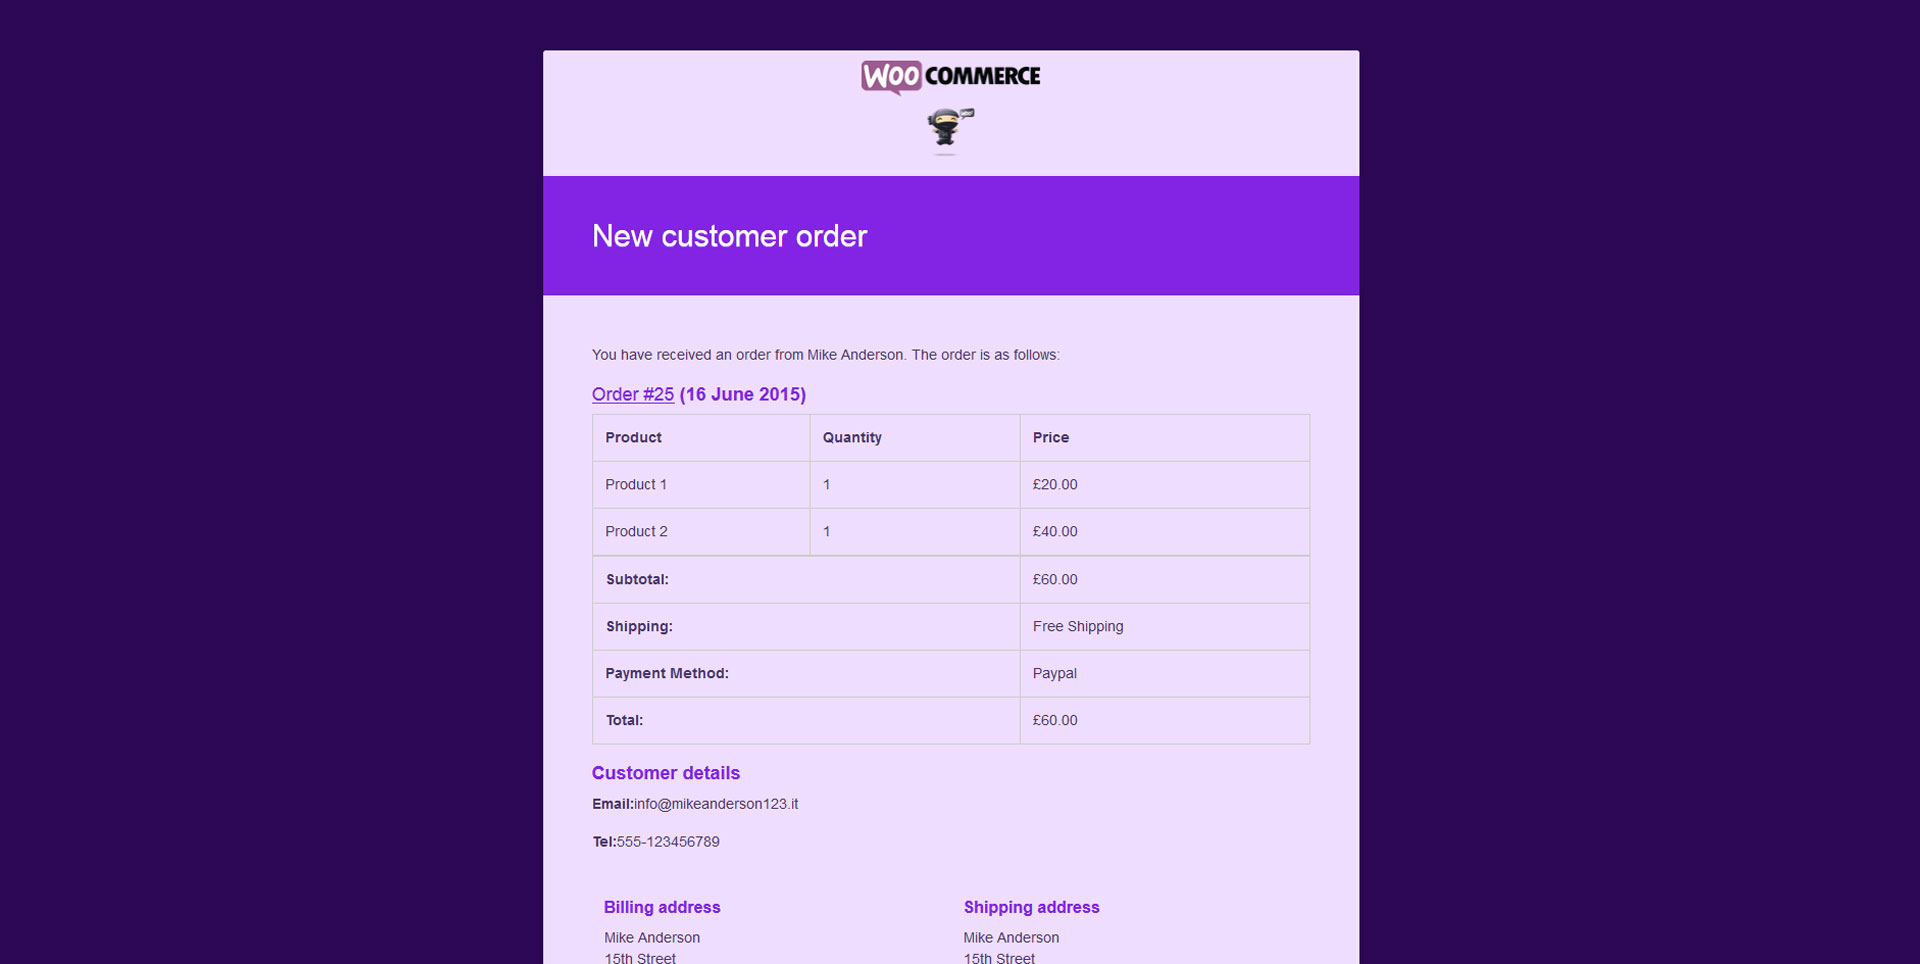 WOO COMMERCE
New customer order
You have received an order from Mike Anderson. The order is as follows:
Order #25 (16 June 2015)
Product Quantity Price
Product 1 1 £20.00
Product 2 1 £40.00
Subtotal: £60.00
Shipping: Free Shipping
Payment Method: Paypal
Total: £60.00
Customer details
Email:info@mikeanderson123.it
Tel:555-123456789
Billing address Shipping address
Mike Anderson Mike Anderson
15th Street 15th Street